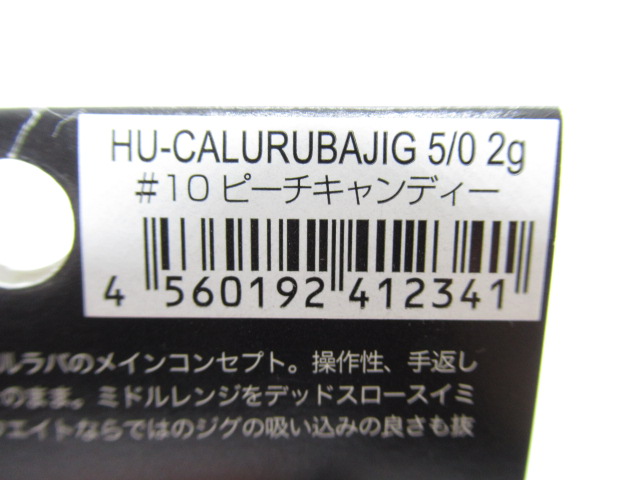 HU-CALURUBAJIG 5/0 2g
#10 ピーチキャンディー
4 560192 412341
ルラバのメインコンセプト。操作性、手返し
のまま。ミドルレンジをデッドスロースイミ
ウエイトならではのジグの吸い込みの良さも抜